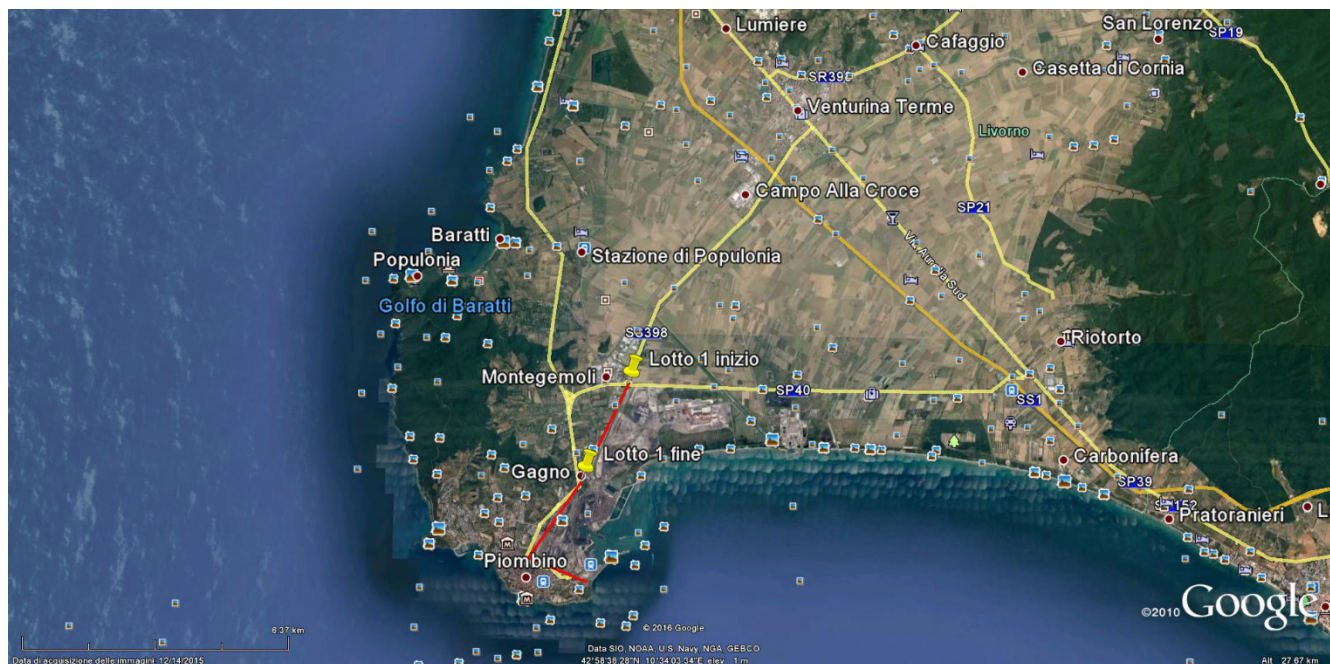 Lumiere
San Lorenzo
SP19
Cafaggio
Casetta di Cornia
SR398
Venturina Terme
Livorno
Campo Alla Croce
SP21
Via Aurelia Sud
Baratti
Stazione di Populonia
Populonia
Golfo di Baratti
SS398
Riotorto
Lotto 1 inizio
Montegemoli
SP40
SS1
Lotto 1 fine
Gagno
Carbonifera
SP39
Pratoranieri
Piombino
©2010 Google
6.37 km
© 2016 Google
Data SIO, NOAA, U.S. Navy, NGA, GEBCO
Data di acquisizione delle immagini: 12/14/2015
42°58'38.28"N 10°34'03.34"E elev 1 m
Alt 27.67 km